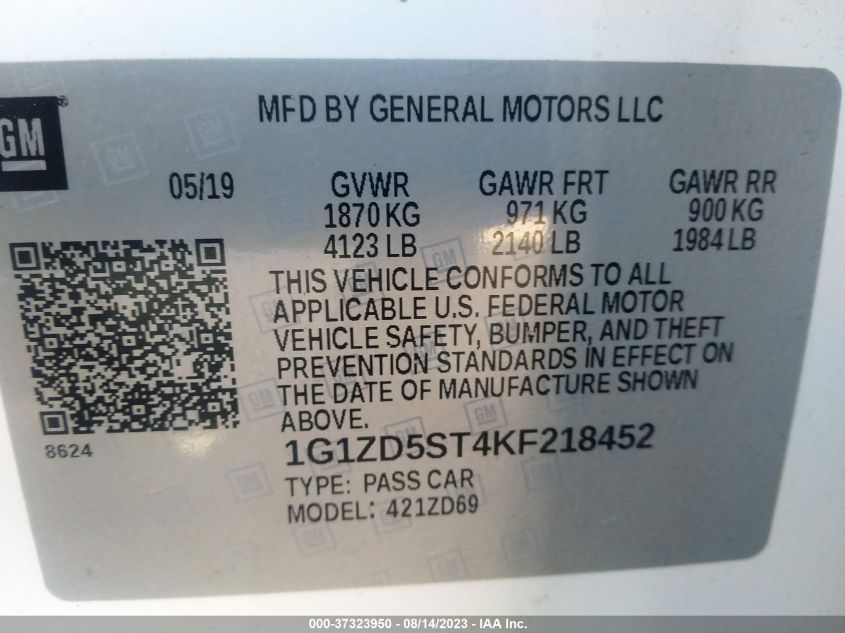 GM
MFD BY GENERAL MOTORS LLC
05/19 GVWR GAWR FRT GAWR RR
1870 KG 971 KG 900 KG
4123 LB 2140 LB 1984 LB
THIS VEHICLE CONFORMS TO ALL
APPLICABLE U.S. FEDERAL MOTOR
VEHICLE SAFETY, BUMPER, AND THEFT
PREVENTION STANDARDS IN EFFECT ON
THE DATE OF MANUFACTURE SHOWN
ABOVE.
8624
1G1ZD5ST4KF218452
TYPE: PASS CAR
MODEL: 421ZD69
000-37323950 - 08/14/2023 - IAA Inc.